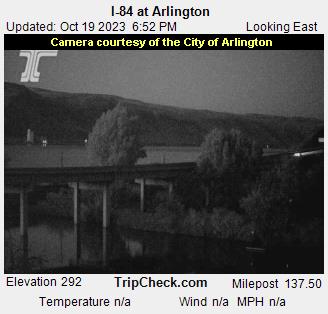 I-84 at Arlington
Updated: Oct 19 2023 6:52 PM Looking East
Camera courtesy of the City of Arlington
Elevation 292 TripCheck.com Milepost 137.50
Temperature n/a Wind n/a MPH n/a